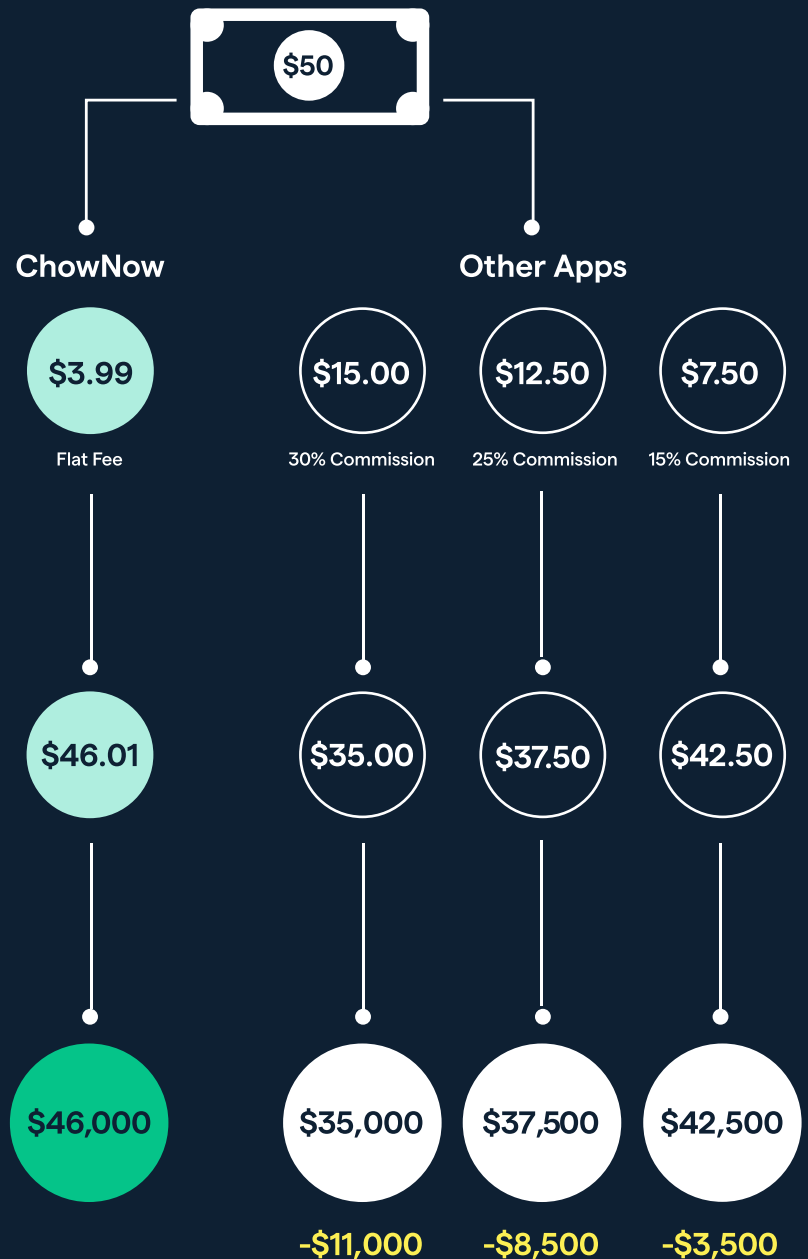 $50
ChowNow
Other Apps
$3.99
$15.00
$12.50
$7.50
Flat Fee
30% Commission
25% Commission
15% Commission
$46.01
$35.00
$37.50
$42.50
$46,000
$35,000
$37,500
$42,500
-$11,000
-$8,500
-$3,500